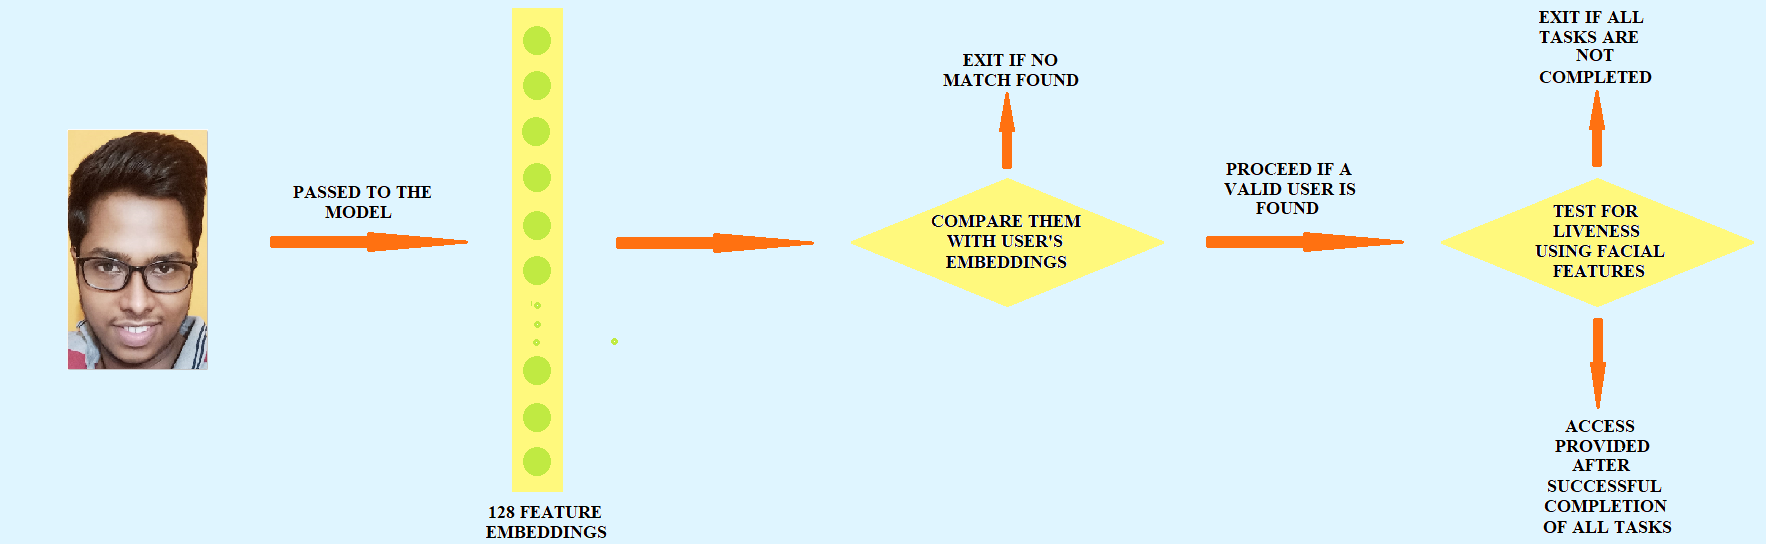 PASSED TO THE
MODEL
128 FEATURE
EMBEDDINGS
EXIT IF NO
MATCH FOUND
COMPARE THEM
WITH USER'S
EMBEDDINGS
PROCEED IF A
VALID USER IS
FOUND
EXIT IF ALL
TASKS ARE
NOT
COMPLETED
TEST FOR
LIVENESS
USING FACIAL
FEATURES
ACCESS
PROVIDED
AFTER
SUCCESSFUL
COMPLETION
OF ALL TASKS